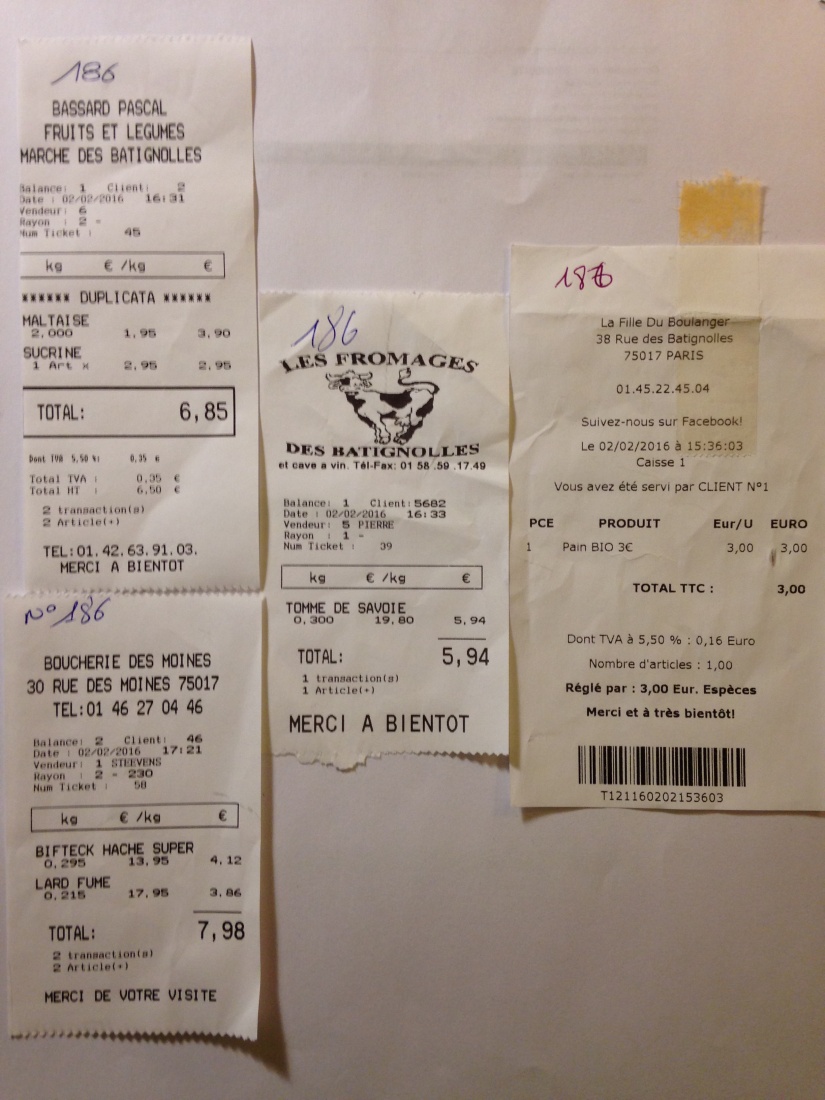 186
BASSARD PASCAL
FRUITS ET LEGUMES
MARCHE DES BATIGNOLLES
Balance: 1 Client: 2
Date : 02/02/2016 16:31
Vendeur: 6
Rayon : 2 -
Num Ticket : 45
kg € /kg €
****** DUPLICATA ******
MALTAISE
2,000 1,95 3,90
SUCRINE
1 Art x 2,95 2,95
TOTAL: 6,85
Dont TVA 5,50 %: 0,35 €
Total TVA : 0,35 €
Total HT : 6,50 €
2 transaction(s)
2 Article(+)
TEL:01.42.63.91.03.
MERCI A BIENTOT
N° 186
BOUCHERIE DES MOINES
30 RUE DES MOINES 75017
TEL:01 46 27 04 46
Balance: 2 Client: 46
Date : 02/02/2016 17:21
Vendeur: 1 STEEVENS
Rayon : 2 - 230
Num Ticket : 58
kg € /kg €
BIFTECK HACHE SUPER
0,295 13,95 4,12
LARD FUME
0,215 17,95 3,86
TOTAL: 7,98
2 transaction(s)
2 Article(+)
MERCI DE VOTRE VISITE
186
LES FROMAGES
DES BATIGNOLLES
et cave a vin. Tél-Fax: 01 58 .59 .17.49
Balance: 1 Client:5682
Date : 02/02/2016 16:33
Vendeur: 5 PIERRE
Rayon : 1 -
Num Ticket : 39
kg € /kg €
TOMME DE SAVOIE
0,300 19,80 5,94
TOTAL: 5,94
1 transaction(s)
1 Article(+)
MERCI A BIENTOT
186
La Fille Du Boulanger
38 Rue des Batignolles
75017 PARIS
01.45.22.45.04
Suivez-nous sur Facebook!
Le 02/02/2016 à 15:36:03
Caisse 1
Vous avez été servi par CLIENT N°1
PCE PRODUIT Eur/U EURO
1 Pain BIO 3€ 3,00 3,00
TOTAL TTC : 3,00
Dont TVA à 5,50 % : 0,16 Euro
Nombre d'articles : 1,00
Réglé par : 3,00 Eur. Espèces
Merci et à très bientôt!
T121160202153603